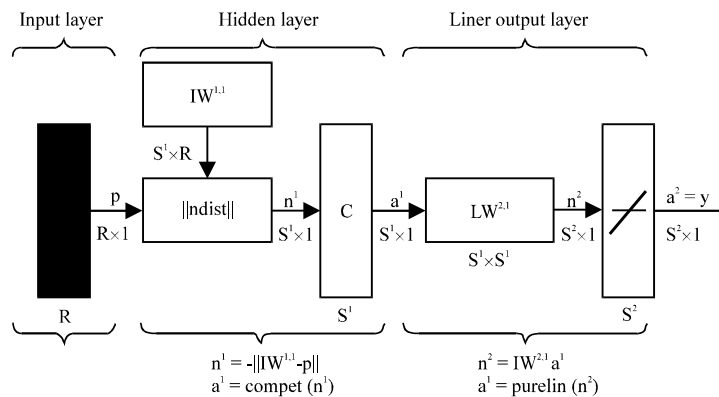 Input layer
Hidden layer
Liner output layer
IW¹,¹
S¹×R
p
R×1
||ndist||
n¹
S¹×1
C
a¹
S¹×1
LW²,¹
S¹×S¹
n²
S²×1
a² = y
S²×1
R
S¹
S²
n¹ = -||IW¹,¹-p||
a¹ = compet (n¹)
n² = IW²,¹ a¹
a¹ = purelin (n²)